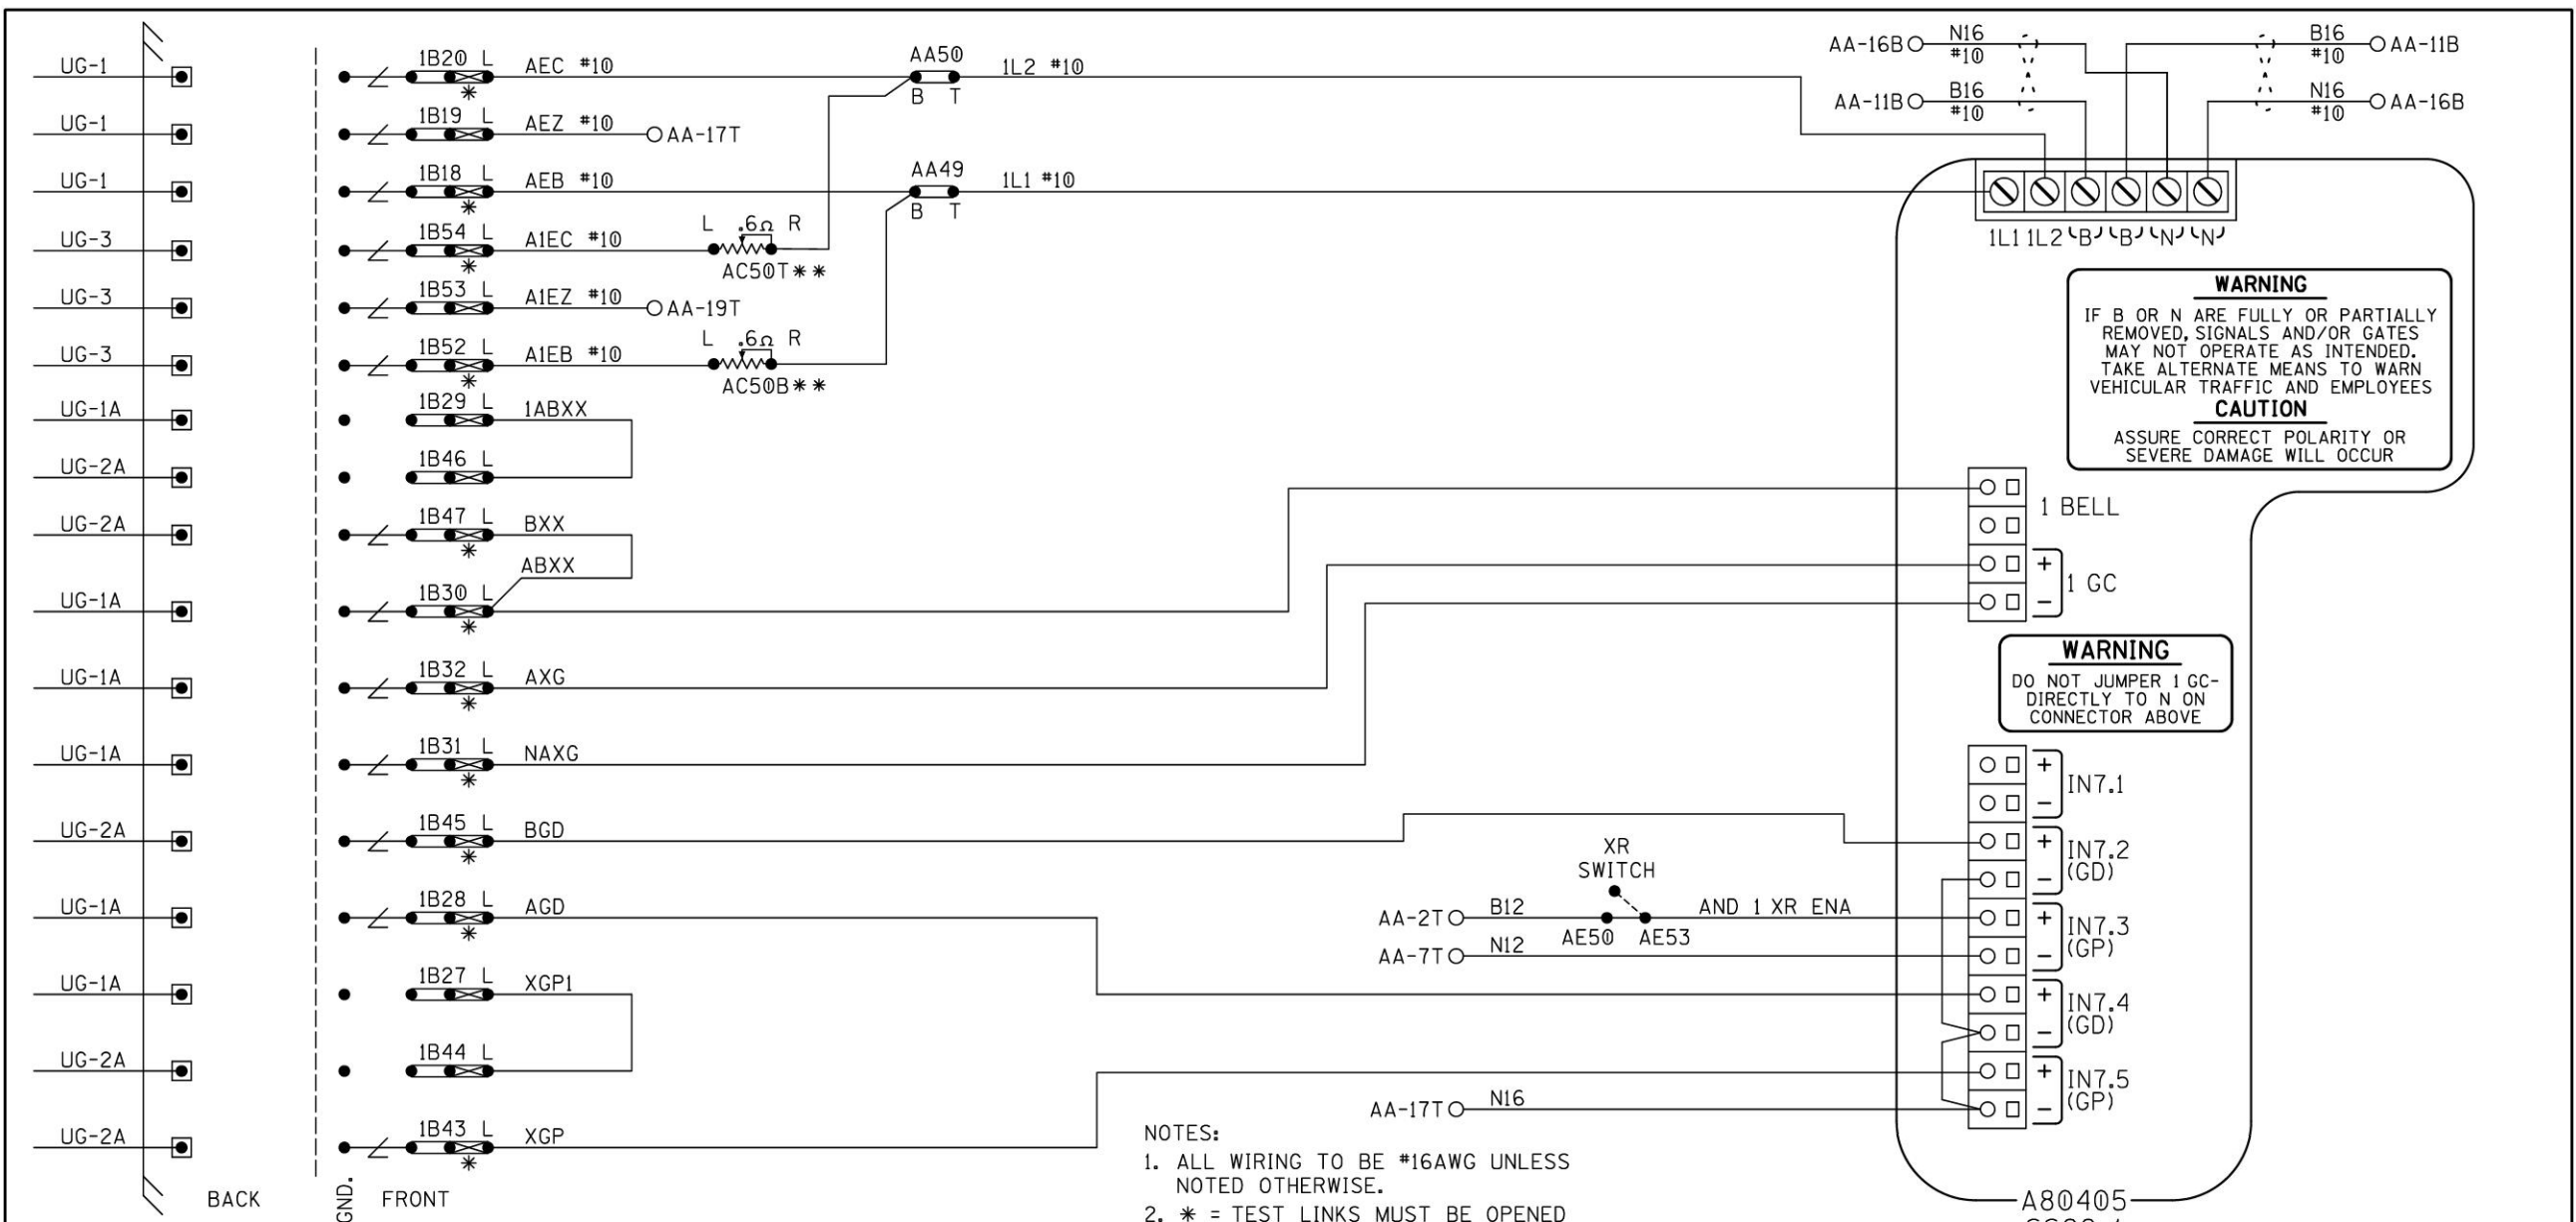 AA-16B N16 #10 B16 #10 AA-11B
AA-11B B16 #10 N16 #10 AA-16B
UG-1 1B20 L * AEC #10 AA50 B T 1L2 #10
UG-1 1B19 L AEZ #10 AA-17T
UG-1 1B18 L * AEB #10 AA49 B T 1L1 #10
UG-3 1B54 L * A1EC #10 L .6Ω R AC50T**
UG-3 1B53 L A1EZ #10 AA-19T
UG-3 1B52 L * A1EB #10 L .6Ω R AC50B**
UG-1A 1B29 L 1ABXX
UG-2A 1B46 L
UG-2A 1B47 L * BXX
ABXX
UG-1A 1B30 L *
UG-1A 1B32 L * AXG
UG-1A 1B31 L * NAXG
UG-2A 1B45 L * BGD
UG-1A 1B28 L * AGD
UG-1A 1B27 L XGP1
UG-2A 1B44 L
UG-2A 1B43 L * XGP
BACK
GND.
FRONT
1L1 1L2 B B N N
WARNING
IF B OR N ARE FULLY OR PARTIALLY
REMOVED, SIGNALS AND/OR GATES
MAY NOT OPERATE AS INTENDED.
TAKE ALTERNATE MEANS TO WARN
VEHICULAR TRAFFIC AND EMPLOYEES
CAUTION
ASSURE CORRECT POLARITY OR
SEVERE DAMAGE WILL OCCUR
1 BELL
+
1 GC
-
WARNING
DO NOT JUMPER 1 GC-
DIRECTLY TO N ON
CONNECTOR ABOVE
+
IN7.1
-
+
IN7.2
(GD)
-
XR
SWITCH
AA-2T B12 AE50 AE53 AND 1 XR ENA
AA-7T N12
+
IN7.3
(GP)
-
+
IN7.4
(GD)
-
+
IN7.5
(GP)
-
AA-17T N16
NOTES:
1. ALL WIRING TO BE #16AWG UNLESS
NOTED OTHERWISE.
2. * = TEST LINKS MUST BE OPENED
A80405